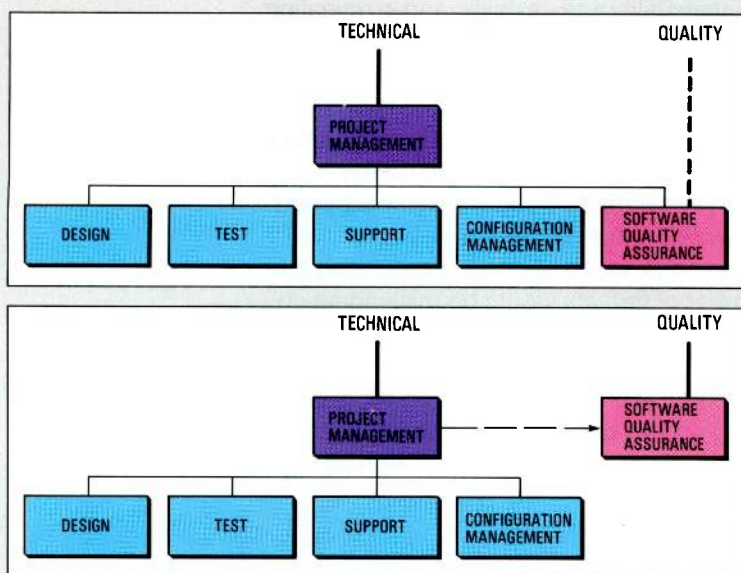 TECHNICAL QUALITY
PROJECT
MANAGEMENT
DESIGN
TEST
SUPPORT
CONFIGURATION
MANAGEMENT
SOFTWARE
QUALITY
ASSURANCE
TECHNICAL QUALITY
PROJECT
MANAGEMENT
SOFTWARE
QUALITY
ASSURANCE
DESIGN
TEST
SUPPORT
CONFIGURATION
MANAGEMENT